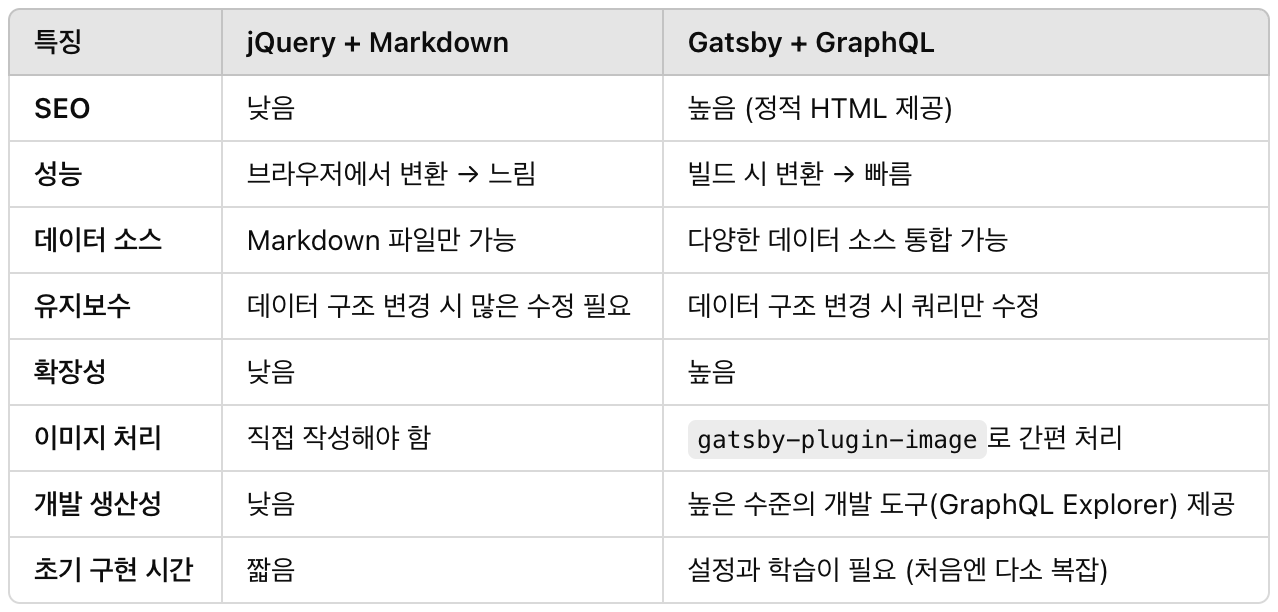 특징 jQuery + Markdown Gatsby + GraphQL
SEO 낮음 높음 (정적 HTML 제공)
성능 브라우저에서 변환 → 느림 빌드 시 변환 → 빠름
데이터 소스 Markdown 파일만 가능 다양한 데이터 소스 통합 가능
유지보수 데이터 구조 변경 시 많은 수정 필요 데이터 구조 변경 시 쿼리만 수정
확장성 낮음 높음
이미지 처리 직접 작성해야 함 gatsby-plugin-image로 간편 처리
개발 생산성 낮음 높은 수준의 개발 도구(GraphQL Explorer) 제공
초기 구현 시간 짧음 설정과 학습이 필요 (처음엔 다소 복잡)